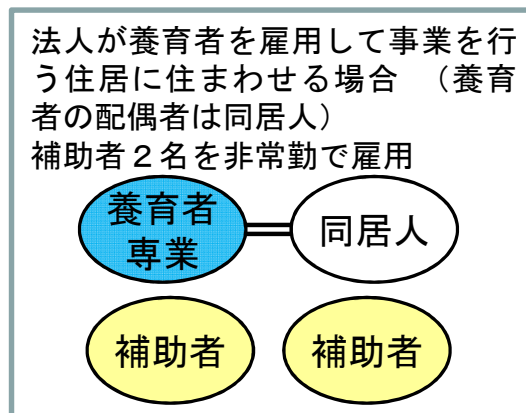 法人が養育者を雇用して事業を行
う住居に住まわせる場合　（養育
者の配偶者は同居人）
補助者２名を非常勤で雇用
養育者
専業
同居人
補助者
補助者